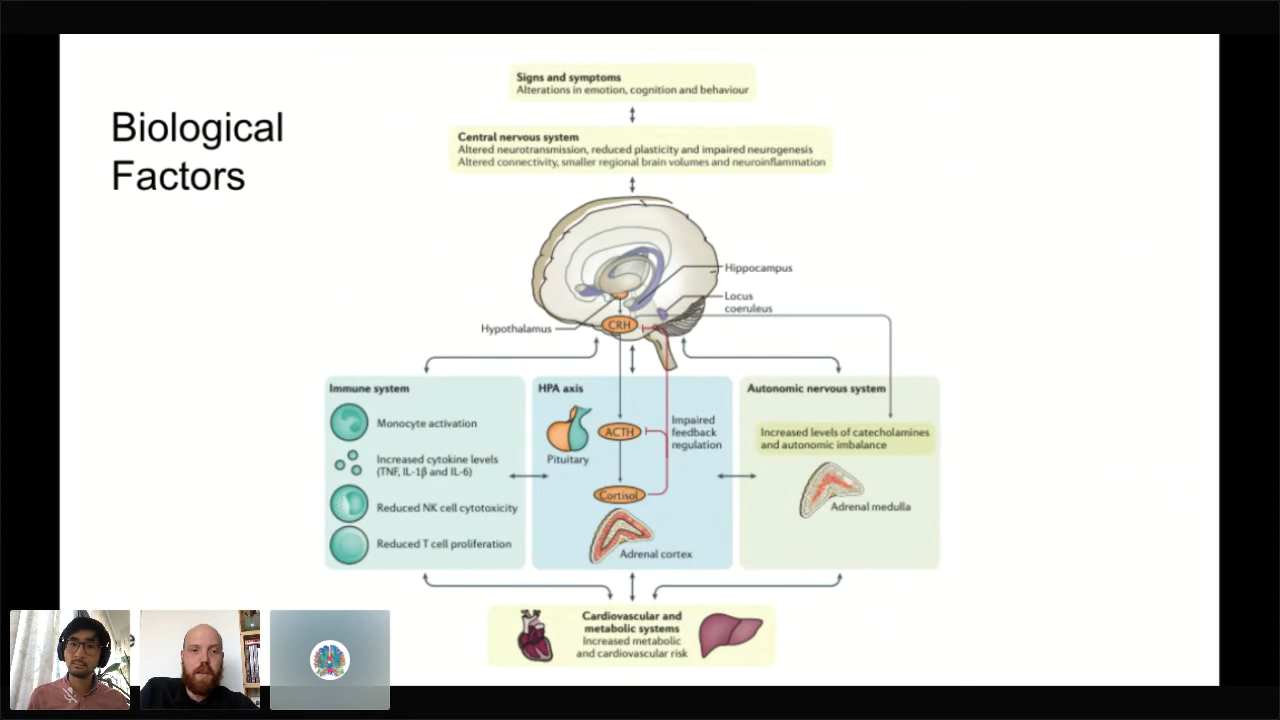 Biological
Factors
Signs and symptoms
Alterations in emotion, cognition and behaviour
Central nervous system
Altered neurotransmission, reduced plasticity and impaired neurogenesis
Altered connectivity, smaller regional brain volumes and neuroinflammation
Hippocampus
Locus
coeruleus
Hypothalamus
CRH
Immune system
Monocyte activation
Increased cytokine levels
(TNF, IL-1β and IL-6)
Reduced NK cell cytotoxicity
Reduced T cell proliferation
HPA axis
Pituitary
ACTH
Impaired
feedback
regulation
Cortisol
Adrenal cortex
Autonomic nervous system
Increased levels of catecholamines
and autonomic imbalance
Adrenal medulla
Cardiovascular and
metabolic systems
Increased metabolic
and cardiovascular risk